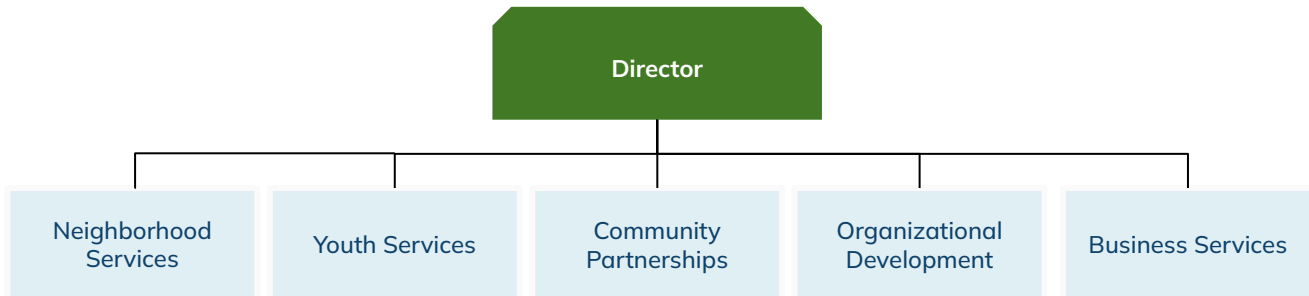 Director
Neighborhood
Services
Youth Services
Community
Partnerships
Organizational
Development
Business Services